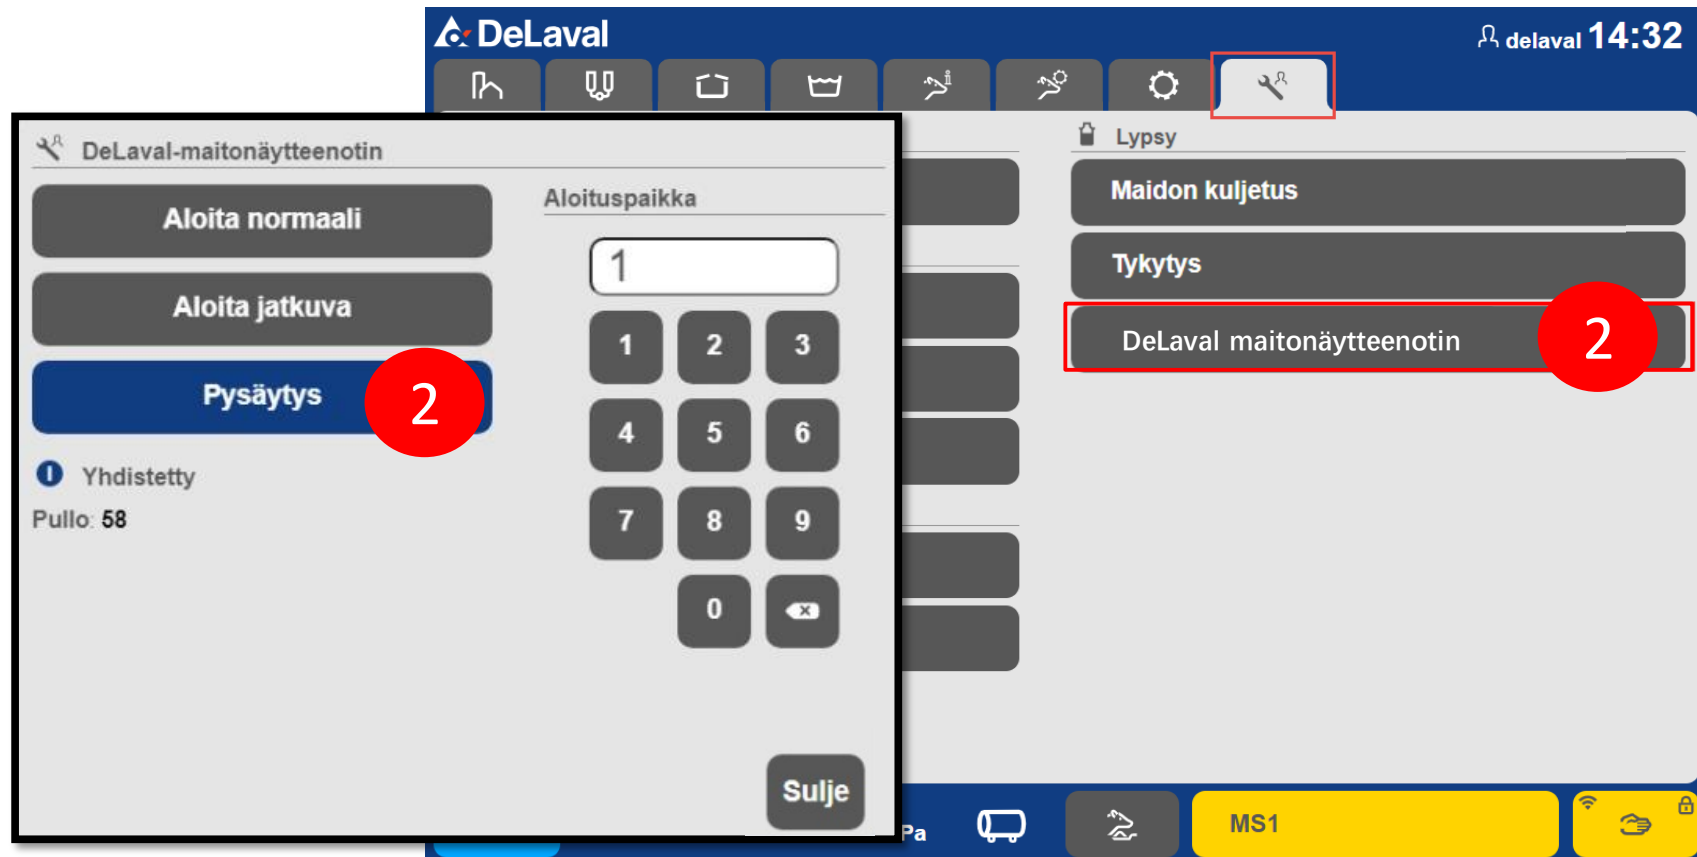 DeLaval
delaval 14:32
DeLaval-maitonäytteenotin
Aloita normaali
Aloita jatkuva
Pysäytys
2
Yhdistetty
Pullo: 58
Aloituspaikka
1
1 2 3
4 5 6
7 8 9
0
Sulje
Lypsy
Maidon kuljetus
Tykytys
DeLaval maitonäytteenotin
2
Pa
MS1